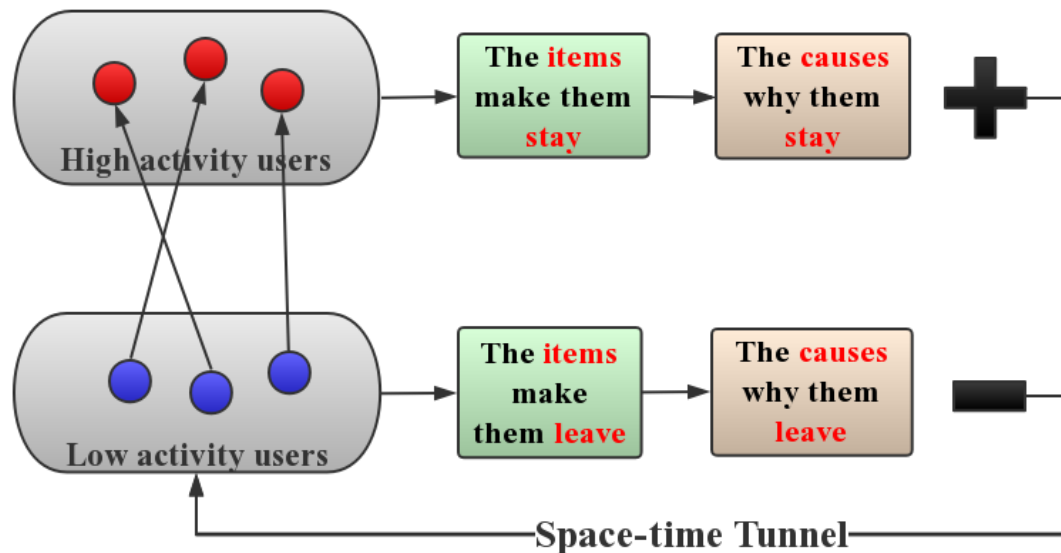 The items
make them
stay
The causes
why them
stay
High activity users
The items
make
them leave
The causes
why them
leave
Low activity users
Space-time Tunnel